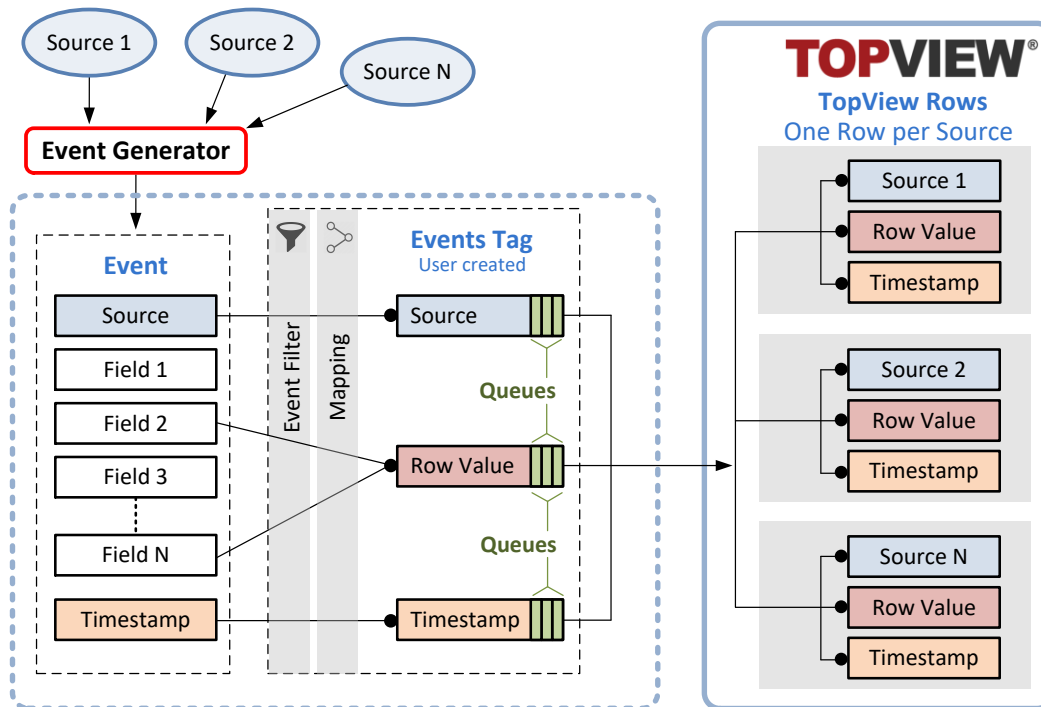 Source 1
Source 2
Source N
Event Generator
Event
Source
Field 1
Field 2
Field 3
Field N
Timestamp
Event Filter
Mapping
Events Tag
User created
Source
Queues
Row Value
Queues
Timestamp
TOPVIEW®
TopView Rows
One Row per Source
Source 1
Row Value
Timestamp
Source 2
Row Value
Timestamp
Source N
Row Value
Timestamp